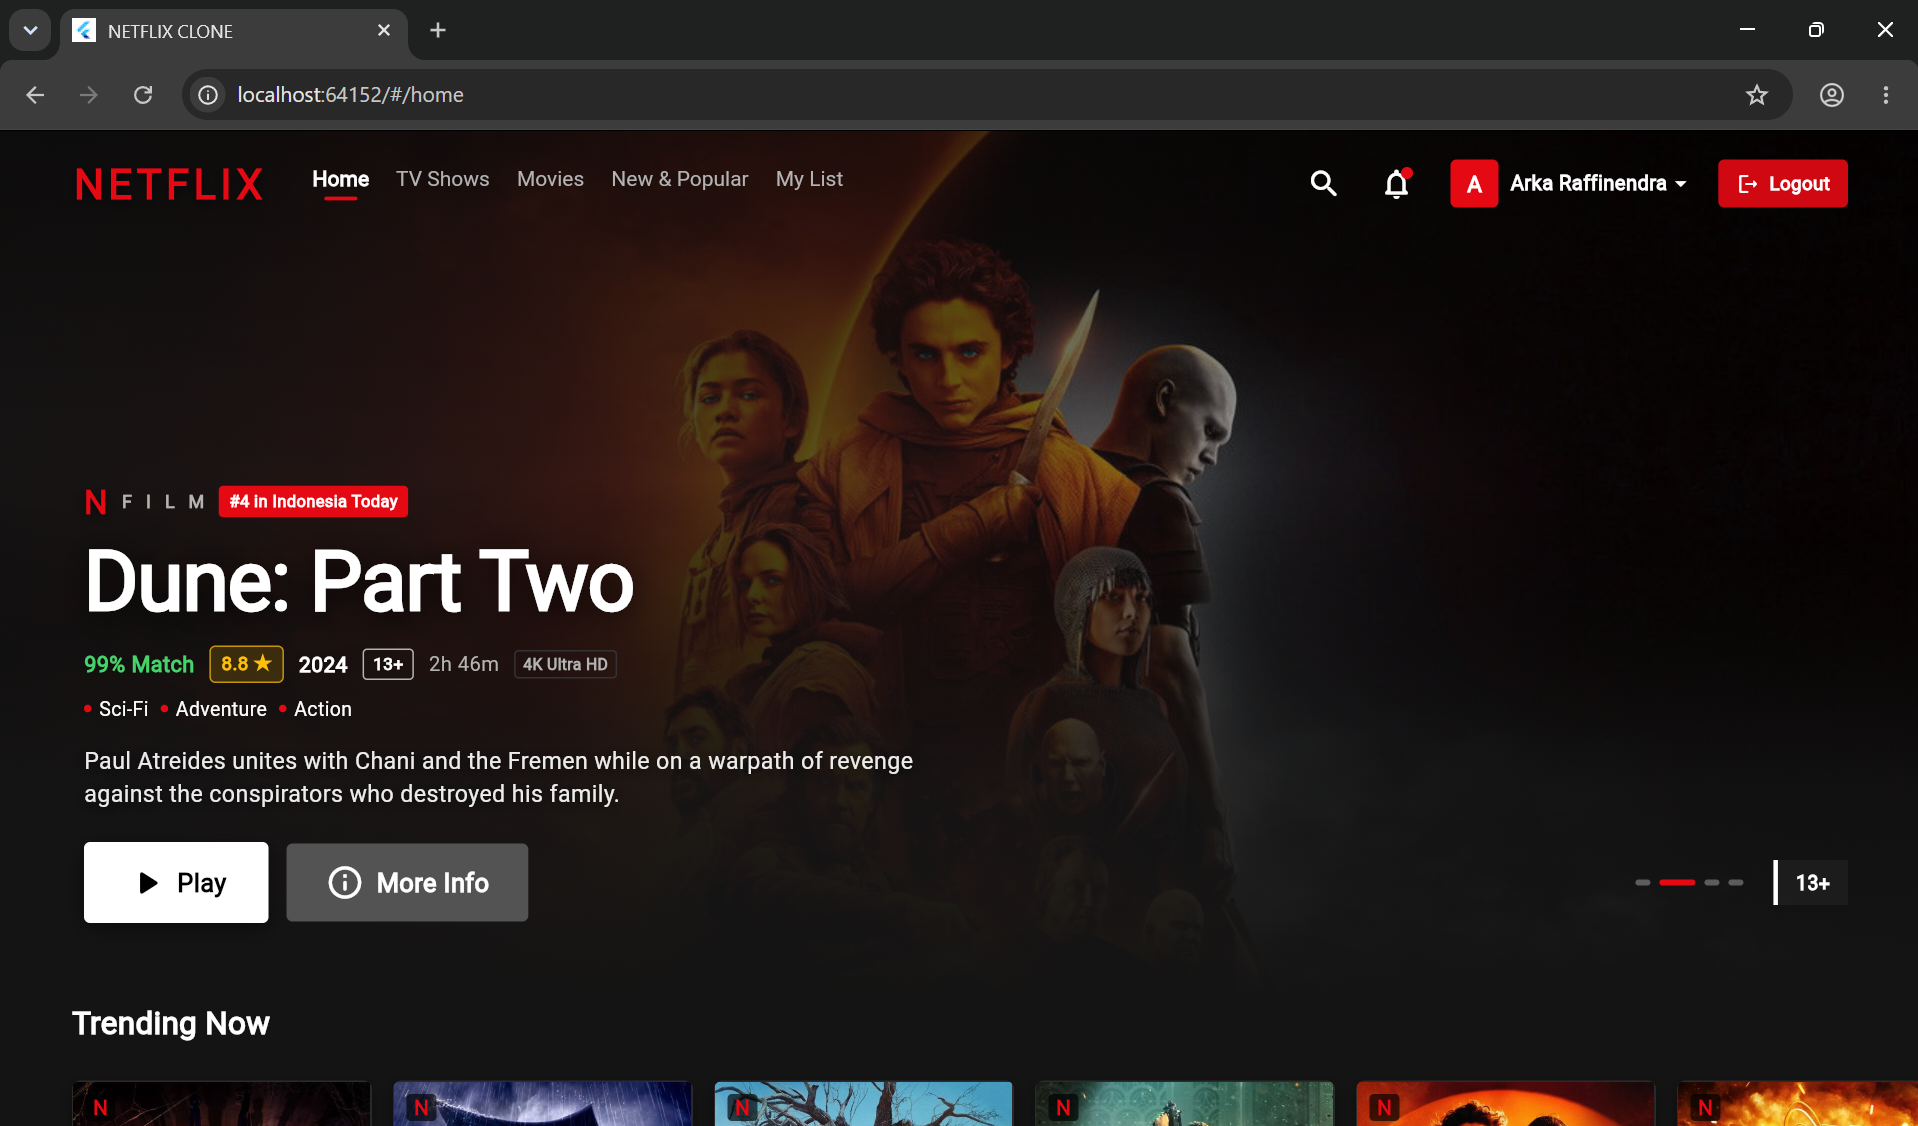 NETFLIX CLONE
localhost:64152/#/home
NETFLIX Home TV Shows Movies New & Popular My List A Arka Raffinendra Logout
N FILM #4 in Indonesia Today
Dune: Part Two
99% Match 8.8 ★ 2024 13+ 2h 46m 4K Ultra HD
• Sci-Fi • Adventure • Action
Paul Atreides unites with Chani and the Fremen while on a warpath of revenge
against the conspirators who destroyed his family.
Play More Info 13+
Trending Now
N N N N N N